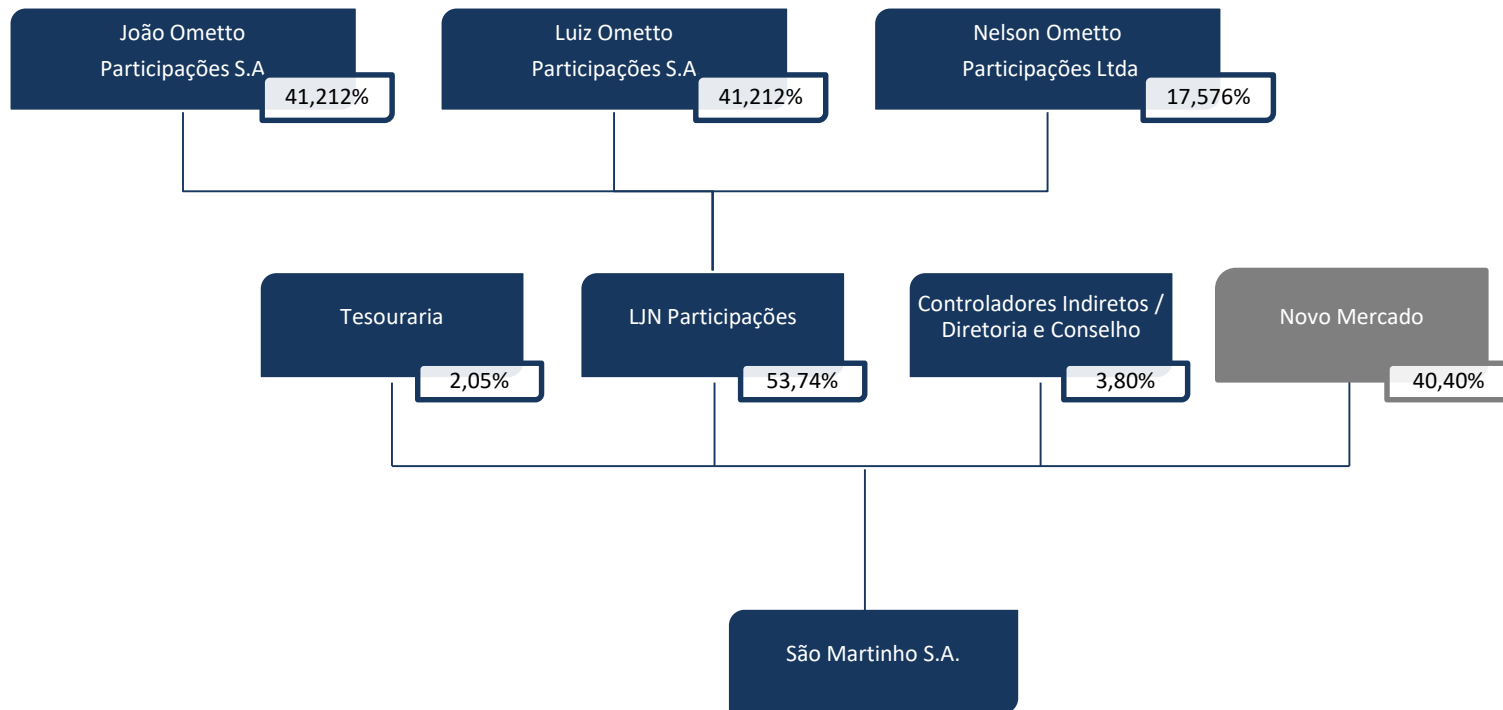 João Ometto
Participações S.A
41,212%
Luiz Ometto
Participações S.A
41,212%
Nelson Ometto
Participações Ltda
17,576%
Tesouraria
2,05%
LJN Participações
53,74%
Controladores Indiretos /
Diretoria e Conselho
3,80%
Novo Mercado
40,40%
São Martinho S.A.